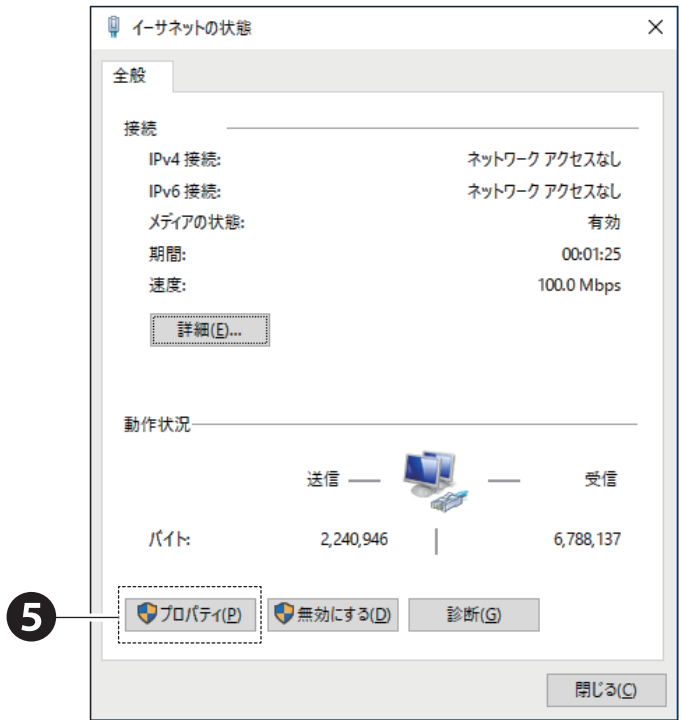 イーサネットの状態
全般
接続
IPv4 接続: ネットワーク アクセスなし
IPv6 接続: ネットワーク アクセスなし
メディアの状態: 有効
期間: 00:01:25
速度: 100.0 Mbps
詳細(E)...
動作状況
送信 受信
バイト: 2,240,946 6,788,137
5 プロパティ(P) 無効にする(D) 診断(G)
閉じる(C)